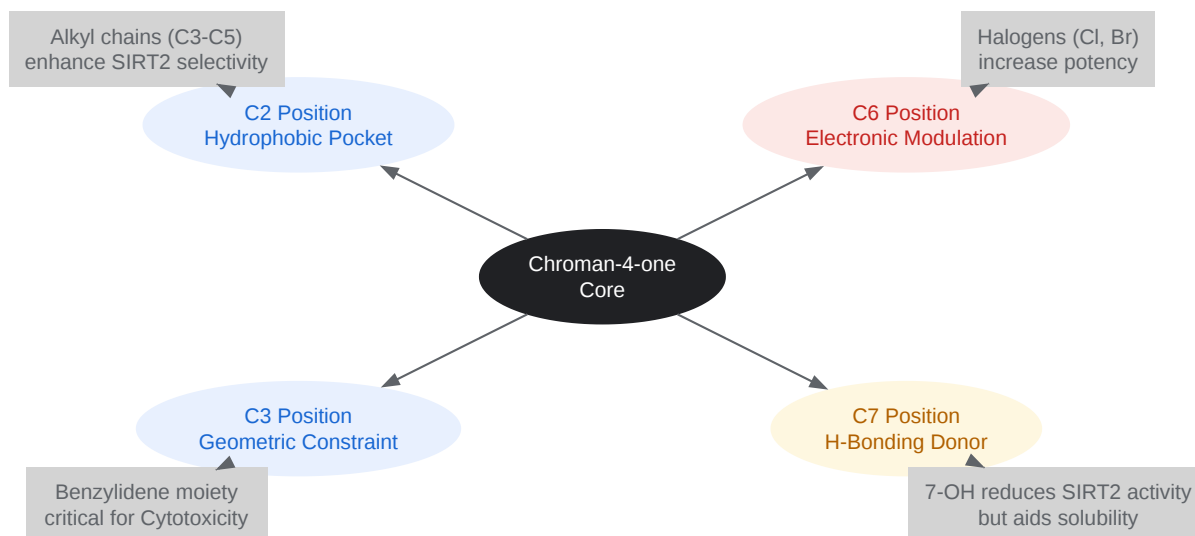 Alkyl chains (C3-C5)
enhance SIRT2 selectivity
Halogens (Cl, Br)
increase potency
C2 Position
Hydrophobic Pocket
C6 Position
Electronic Modulation
Chroman-4-one
Core
C3 Position
Geometric Constraint
C7 Position
H-Bonding Donor
Benzylidene moiety
critical for Cytotoxicity
7-OH reduces SIRT2 activity
but aids solubility